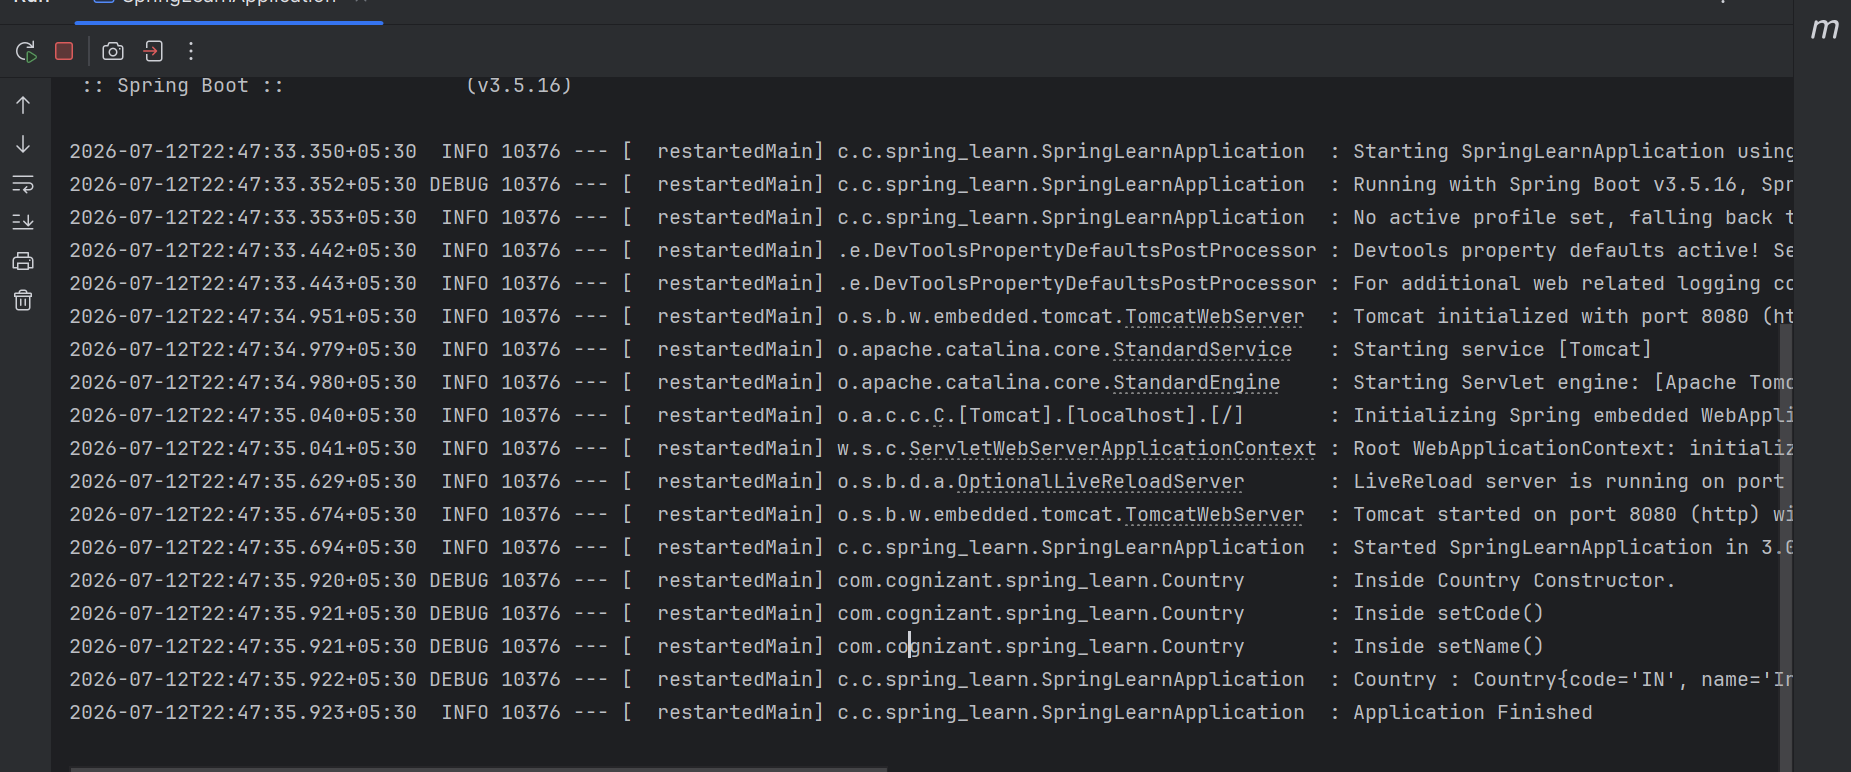 Run SpringLearnApplication
m
:: Spring Boot :: (v3.5.16)
2026-07-12T22:47:33.350+05:30  INFO 10376 --- [  restartedMain] c.c.spring_learn.SpringLearnApplication  : Starting SpringLearnApplication using
2026-07-12T22:47:33.352+05:30 DEBUG 10376 --- [  restartedMain] c.c.spring_learn.SpringLearnApplication  : Running with Spring Boot v3.5.16, Spr
2026-07-12T22:47:33.353+05:30  INFO 10376 --- [  restartedMain] c.c.spring_learn.SpringLearnApplication  : No active profile set, falling back t
2026-07-12T22:47:33.442+05:30  INFO 10376 --- [  restartedMain] .e.DevToolsPropertyDefaultsPostProcessor : Devtools property defaults active! Se
2026-07-12T22:47:33.443+05:30  INFO 10376 --- [  restartedMain] .e.DevToolsPropertyDefaultsPostProcessor : For additional web related logging co
2026-07-12T22:47:34.951+05:30  INFO 10376 --- [  restartedMain] o.s.b.w.embedded.tomcat.TomcatWebServer  : Tomcat initialized with port 8080 (ht
2026-07-12T22:47:34.979+05:30  INFO 10376 --- [  restartedMain] o.apache.catalina.core.StandardService   : Starting service [Tomcat]
2026-07-12T22:47:34.980+05:30  INFO 10376 --- [  restartedMain] o.apache.catalina.core.StandardEngine    : Starting Servlet engine: [Apache Tomc
2026-07-12T22:47:35.040+05:30  INFO 10376 --- [  restartedMain] o.a.c.c.C.[Tomcat].[localhost].[/]       : Initializing Spring embedded WebAppli
2026-07-12T22:47:35.041+05:30  INFO 10376 --- [  restartedMain] w.s.c.ServletWebServerApplicationContext : Root WebApplicationContext: initializ
2026-07-12T22:47:35.629+05:30  INFO 10376 --- [  restartedMain] o.s.b.d.a.OptionalLiveReloadServer       : LiveReload server is running on port
2026-07-12T22:47:35.674+05:30  INFO 10376 --- [  restartedMain] o.s.b.w.embedded.tomcat.TomcatWebServer  : Tomcat started on port 8080 (http) wi
2026-07-12T22:47:35.694+05:30  INFO 10376 --- [  restartedMain] c.c.spring_learn.SpringLearnApplication  : Started SpringLearnApplication in 3.0
2026-07-12T22:47:35.920+05:30 DEBUG 10376 --- [  restartedMain] com.cognizant.spring_learn.Country       : Inside Country Constructor.
2026-07-12T22:47:35.921+05:30 DEBUG 10376 --- [  restartedMain] com.cognizant.spring_learn.Country       : Inside setCode()
2026-07-12T22:47:35.921+05:30 DEBUG 10376 --- [  restartedMain] com.cognizant.spring_learn.Country       : Inside setName()
2026-07-12T22:47:35.922+05:30 DEBUG 10376 --- [  restartedMain] c.c.spring_learn.SpringLearnApplication  : Country : Country{code='IN', name='In
2026-07-12T22:47:35.923+05:30  INFO 10376 --- [  restartedMain] c.c.spring_learn.SpringLearnApplication  : Application Finished